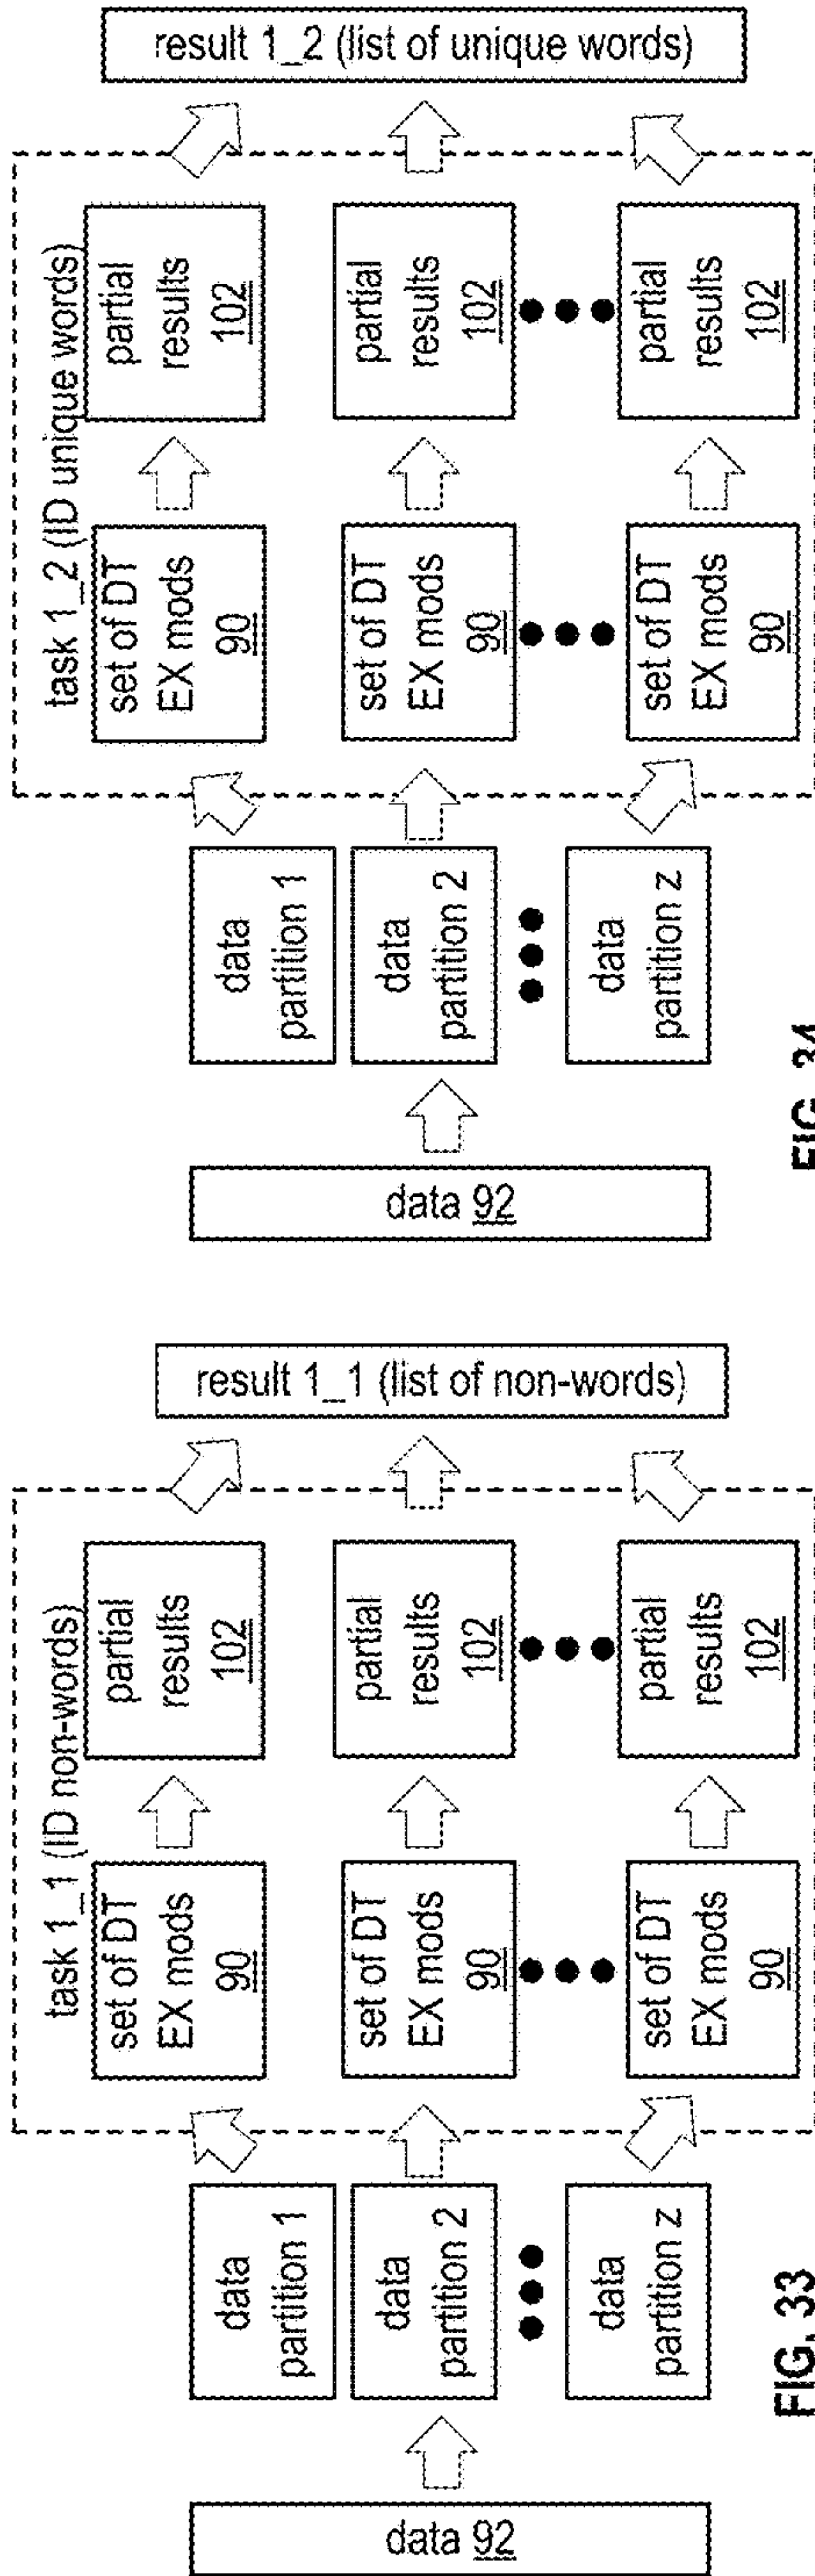 task 1_1 (ID non-words)
data 92
data
partition 1
data
partition 2
data
partition z
set of DT
EX mods
90
set of DT
EX mods
90
set of DT
EX mods
90
partial
results
102
partial
results
102
partial
results
102
result 1_1 (list of non-words)
FIG. 33
task 1_2 (ID unique words)
data 92
data
partition 1
data
partition 2
data
partition z
set of DT
EX mods
90
set of DT
EX mods
90
set of DT
EX mods
90
partial
results
102
partial
results
102
partial
results
102
result 1_2 (list of unique words)
FIG. 34